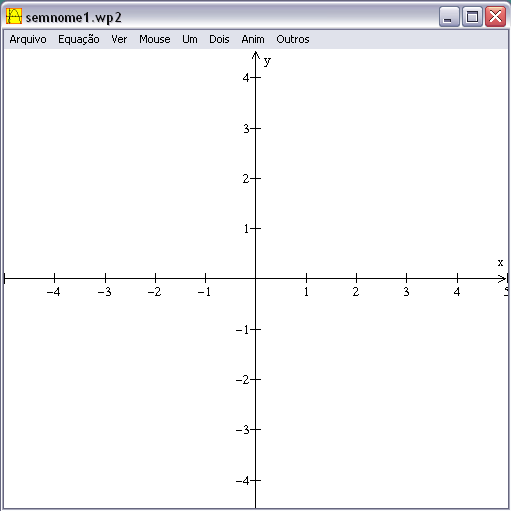 semnome1.wp2
Arquivo Equação Ver Mouse Um Dois Anim Outros
y
4
3
2
1
x
-4 -3 -2 -1 1 2 3 4 5
-1
-2
-3
-4